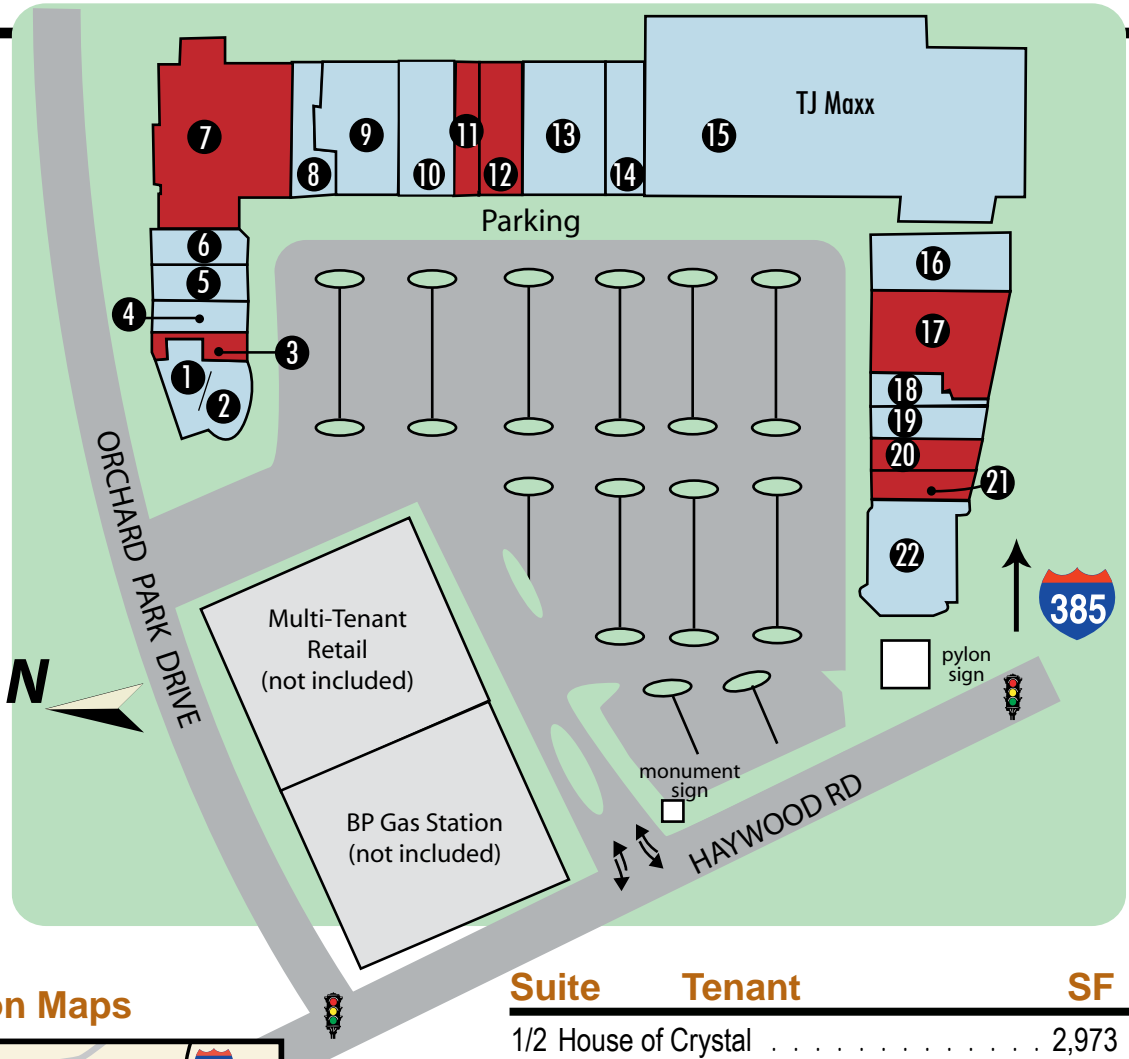 TJ Maxx
7
8
9
10
11
12
13
14
15
Parking
6
5
4
3
1
2
16
17
18
19
20
21
22
385
ORCHARD PARK DRIVE
Multi-Tenant
Retail
(not included)
N
pylon
sign
monument
sign
BP Gas Station
(not included)
HAYWOOD RD
on Maps
Suite Tenant SF
1/2 House of Crystal . . . . . . . . . . . . . 2,973